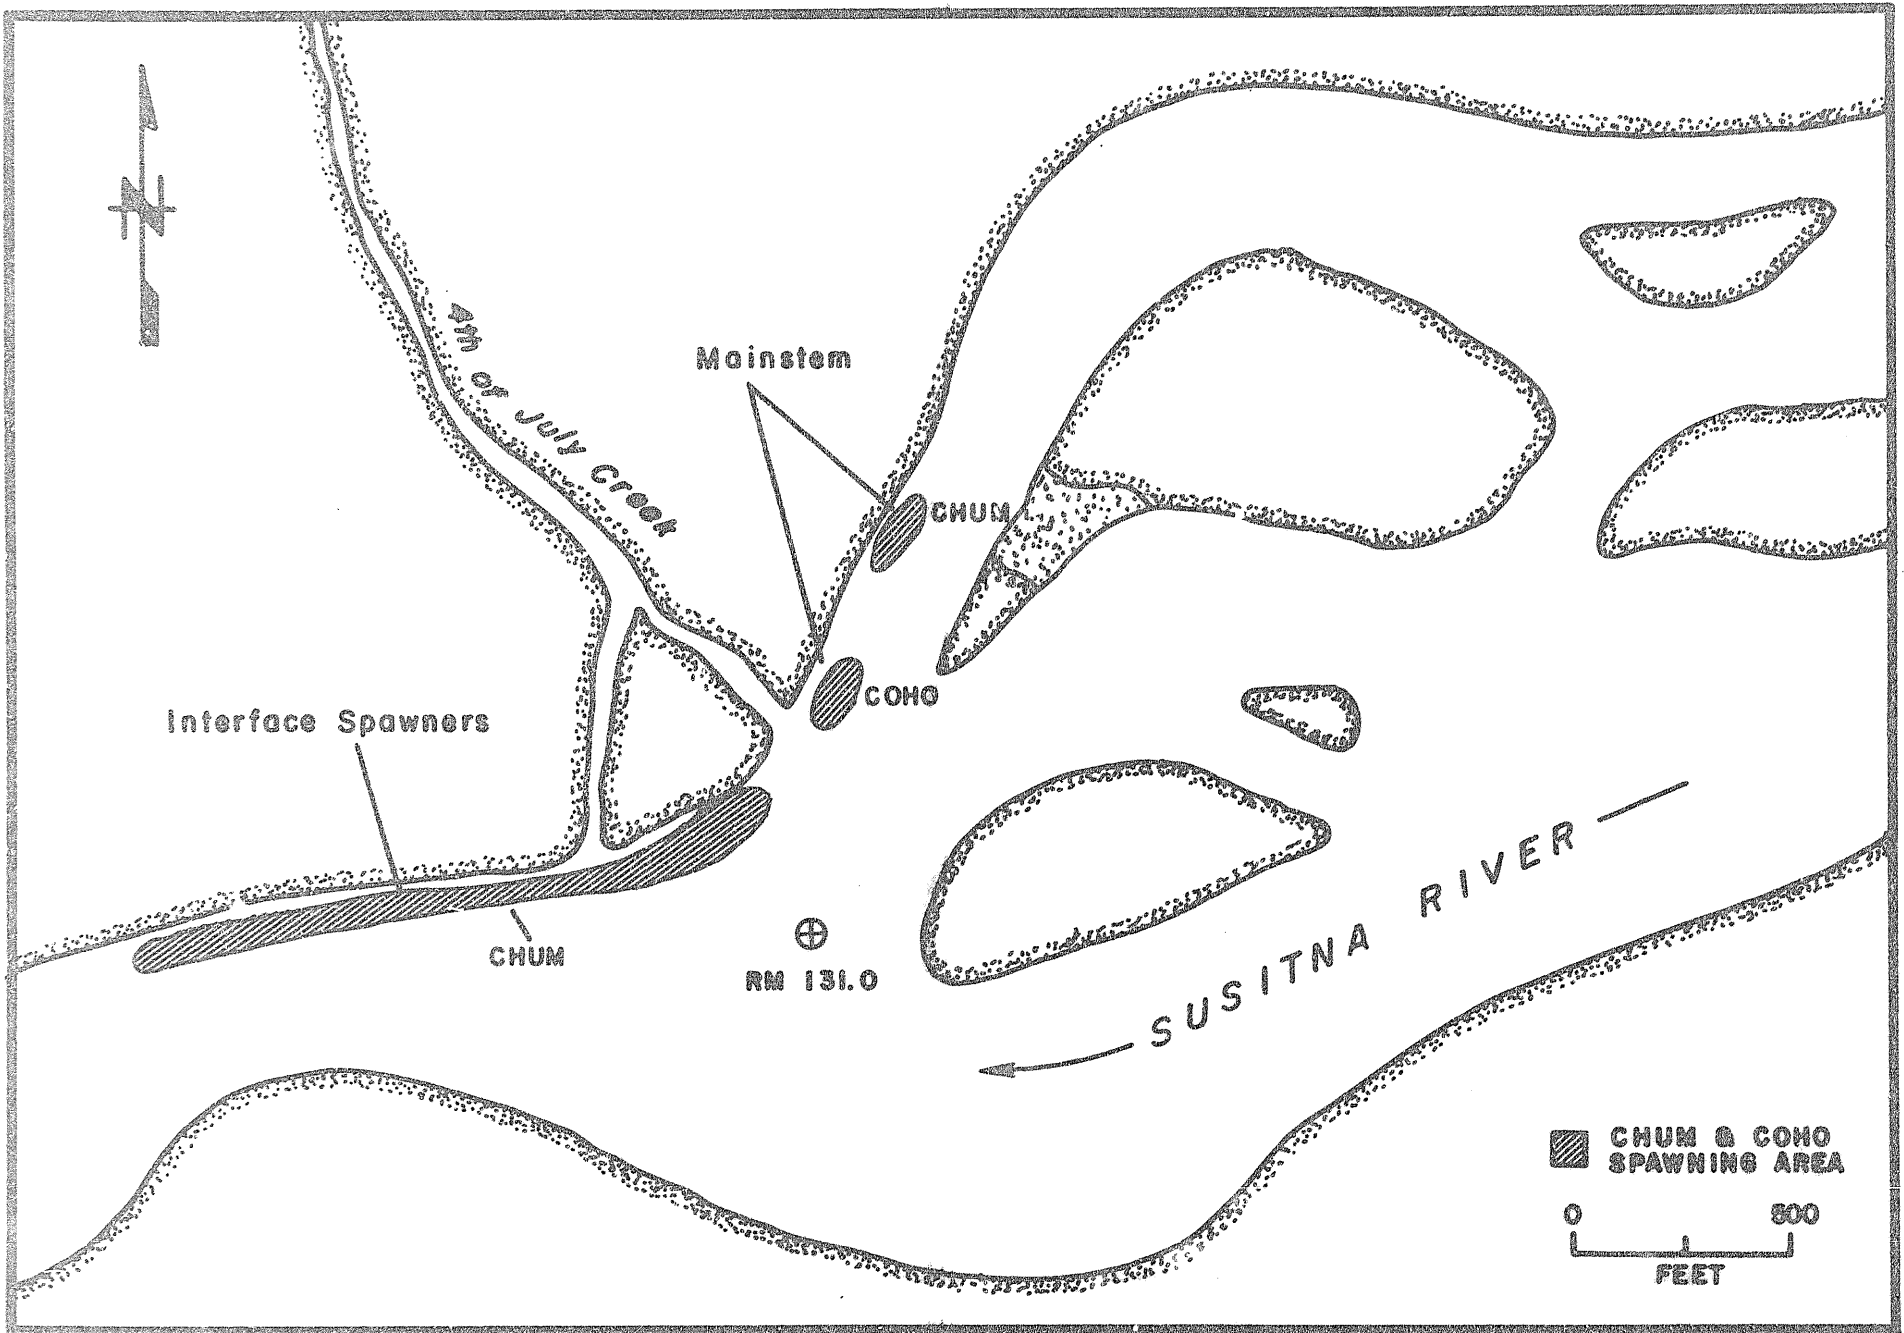 N
4th of July Creek
Mainstem
CHUM
COHO
Interface Spawners
CHUM
RM 131.0
SUSITNA RIVER
CHUM & COHO
SPAWNING AREA
0
FEET